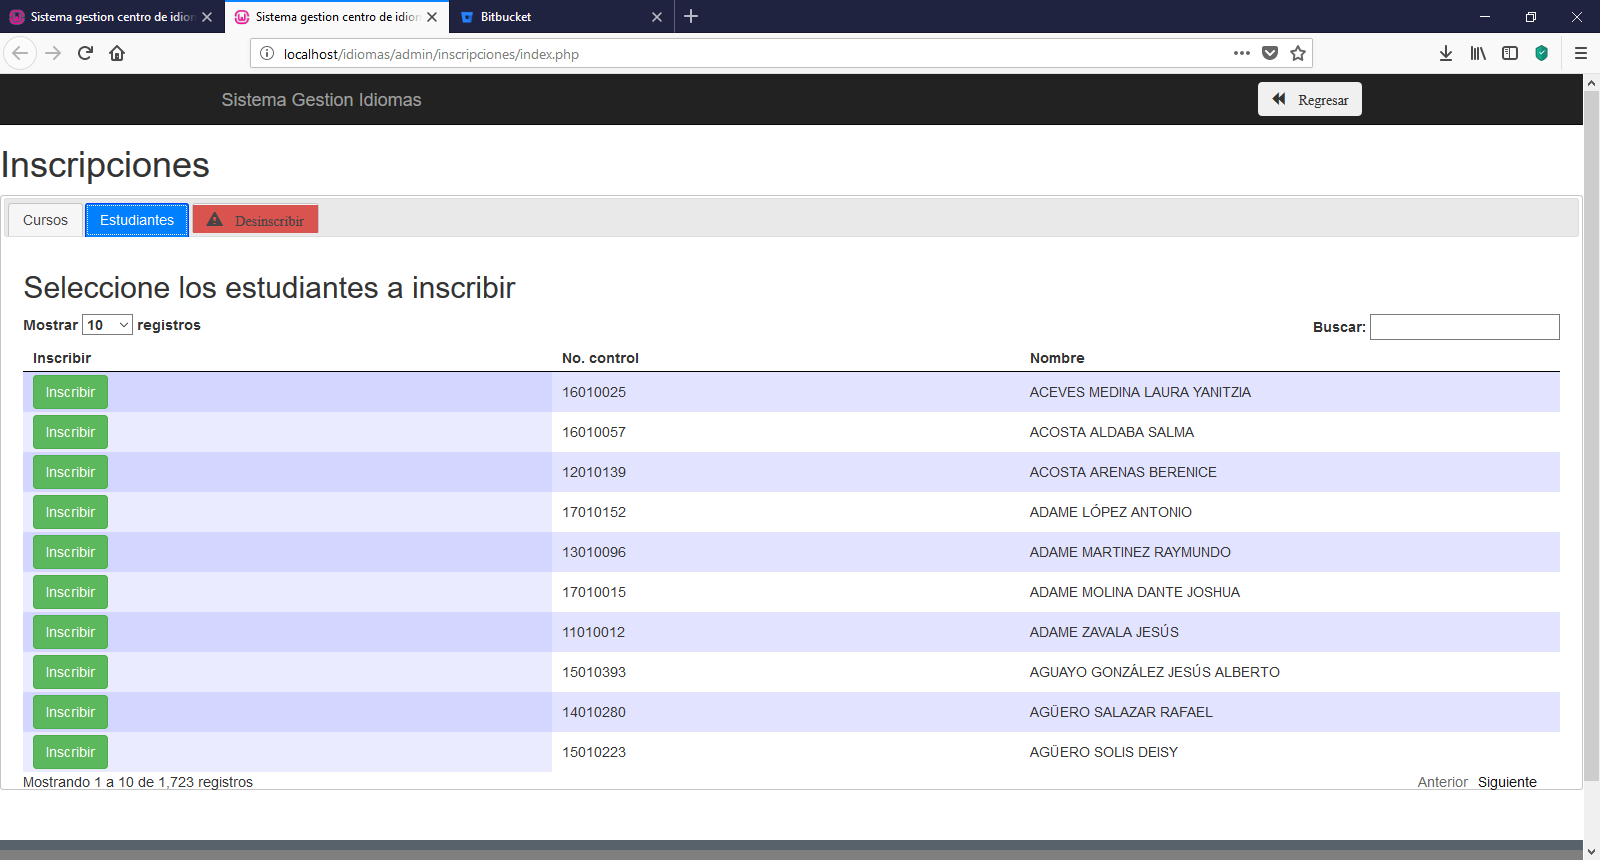 Sistema gestion centro de idion
Sistema gestion centro de idiom
Bitbucket
localhost/idiomas/admin/inscripciones/index.php
Sistema Gestion Idiomas
Regresar
Inscripciones
Cursos Estudiantes Desinscribir
Seleccione los estudiantes a inscribir
Mostrar 10 registros
Buscar:
Inscribir No. control Nombre
Inscribir 16010025 ACEVES MEDINA LAURA YANITZIA
Inscribir 16010057 ACOSTA ALDABA SALMA
Inscribir 12010139 ACOSTA ARENAS BERENICE
Inscribir 17010152 ADAME LÓPEZ ANTONIO
Inscribir 13010096 ADAME MARTINEZ RAYMUNDO
Inscribir 17010015 ADAME MOLINA DANTE JOSHUA
Inscribir 11010012 ADAME ZAVALA JESÚS
Inscribir 15010393 AGUAYO GONZÁLEZ JESÚS ALBERTO
Inscribir 14010280 AGÜERO SALAZAR RAFAEL
Inscribir 15010223 AGÜERO SOLIS DEISY
Mostrando 1 a 10 de 1,723 registros
Anterior Siguiente